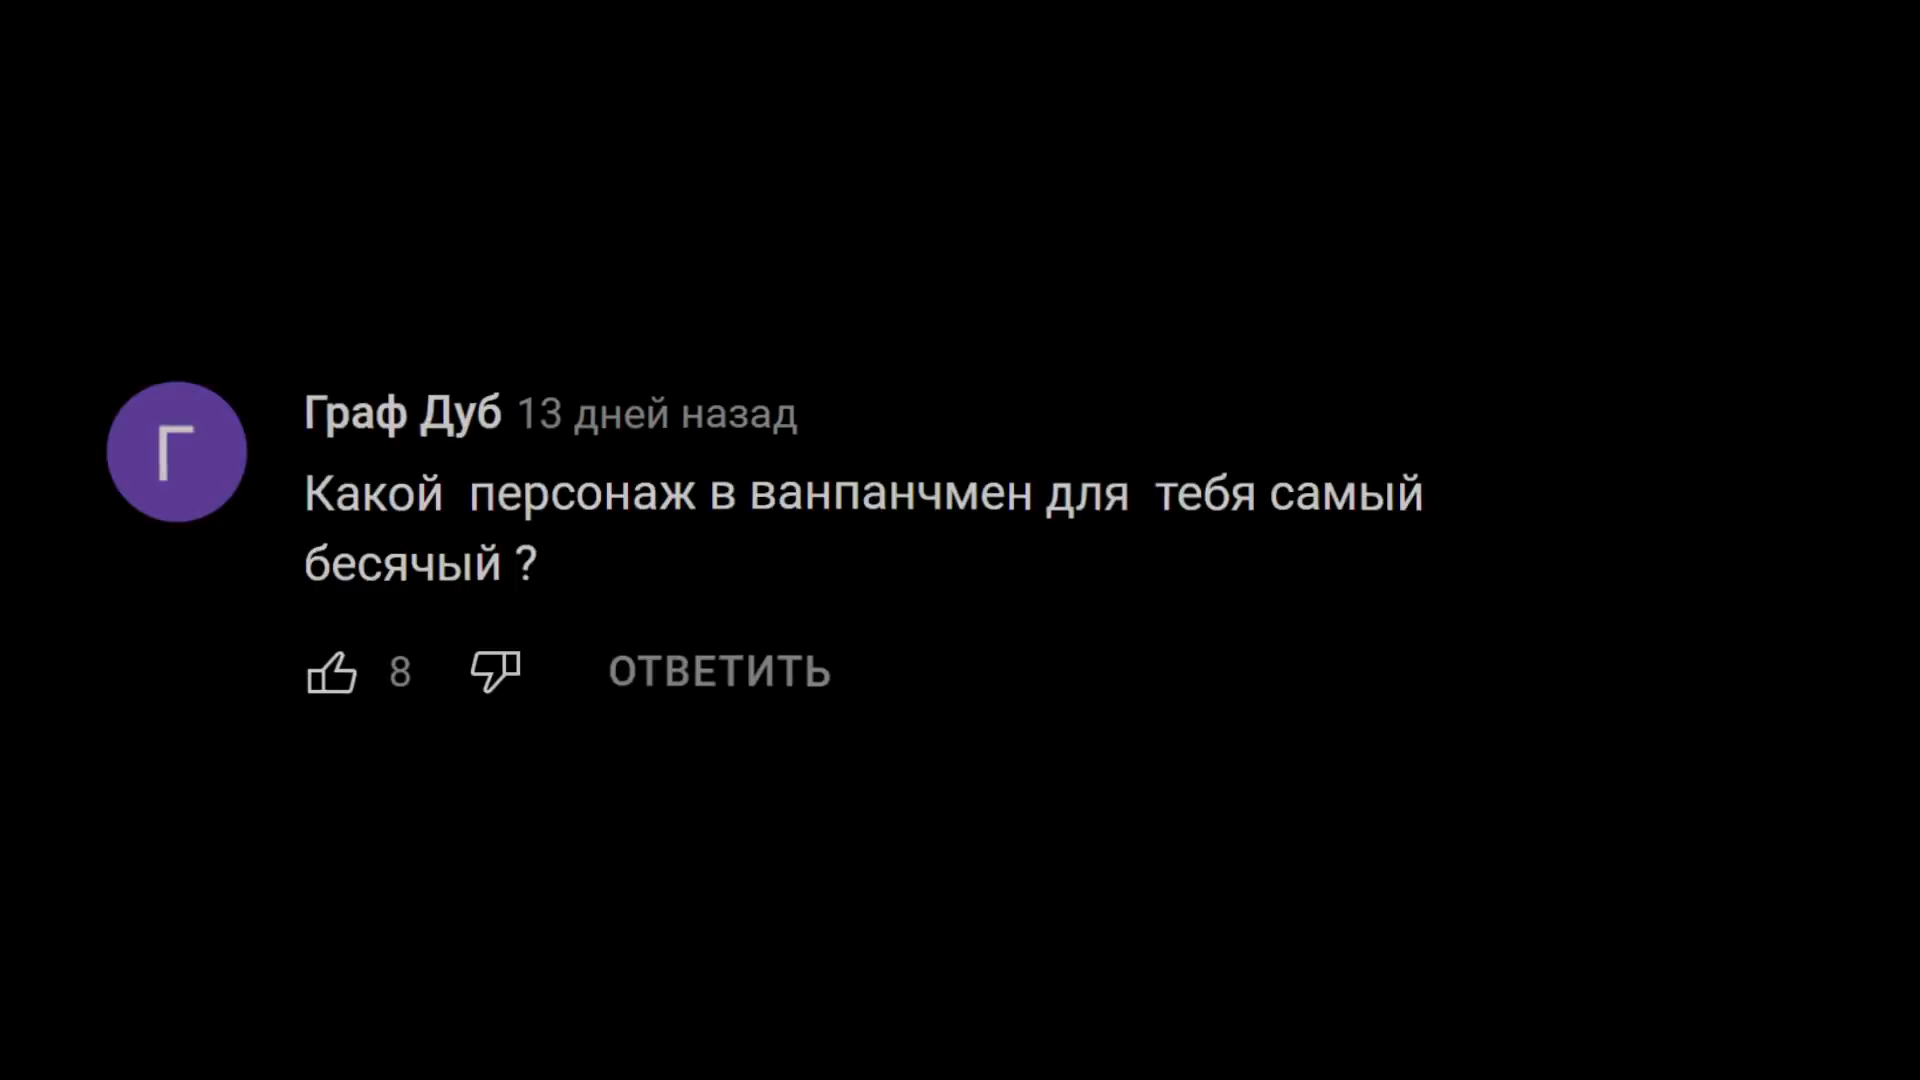 Г
Граф Дуб 13 дней назад
Какой персонаж в ванпанчмен для тебя самый
бесячый ?
8 ОТВЕТИТЬ